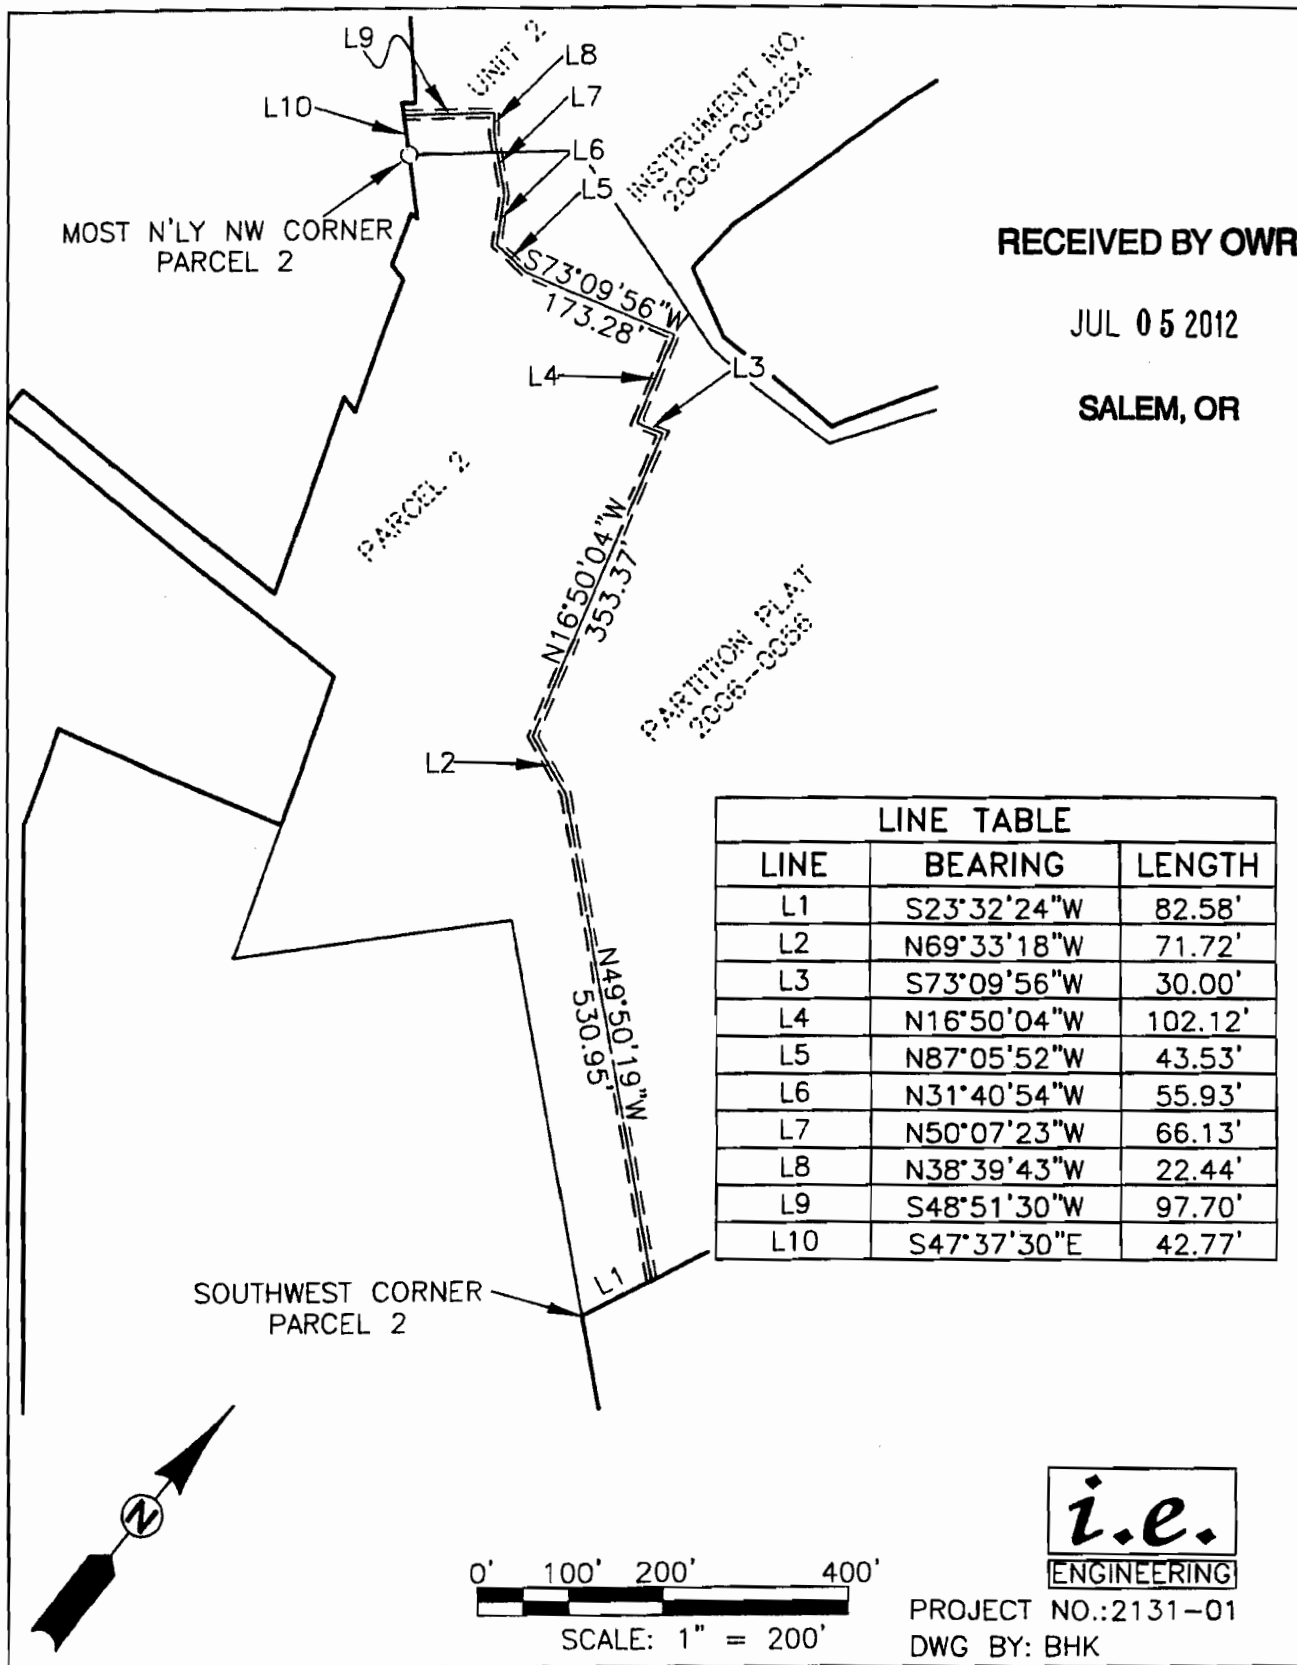 L9
UNIT 2
L8
L10
L7
L6
L5
INSTRUMENT NO.
2006-006254
MOST N'LY NW CORNER
PARCEL 2
RECEIVED BY OWR
JUL 05 2012
SALEM, OR
S73°09'56"W
173.28'
L4
L3
PARCEL 2
N16°50'04"W
353.37'
PARTITION PLAT
2006-0056
L2
LINE TABLE
LINE BEARING LENGTH
L1 S23°32'24"W 82.58'
L2 N69°33'18"W 71.72'
L3 S73°09'56"W 30.00'
L4 N16°50'04"W 102.12'
L5 N87°05'52"W 43.53'
L6 N31°40'54"W 55.93'
L7 N50°07'23"W 66.13'
L8 N38°39'43"W 22.44'
L9 S48°51'30"W 97.70'
L10 S47°37'30"E 42.77'
N49°50'19"W
530.95'
L1
SOUTHWEST CORNER
PARCEL 2
N
0' 100' 200' 400'
SCALE: 1" = 200'
i.e.
ENGINEERING
PROJECT NO.:2131-01
DWG BY: BHK